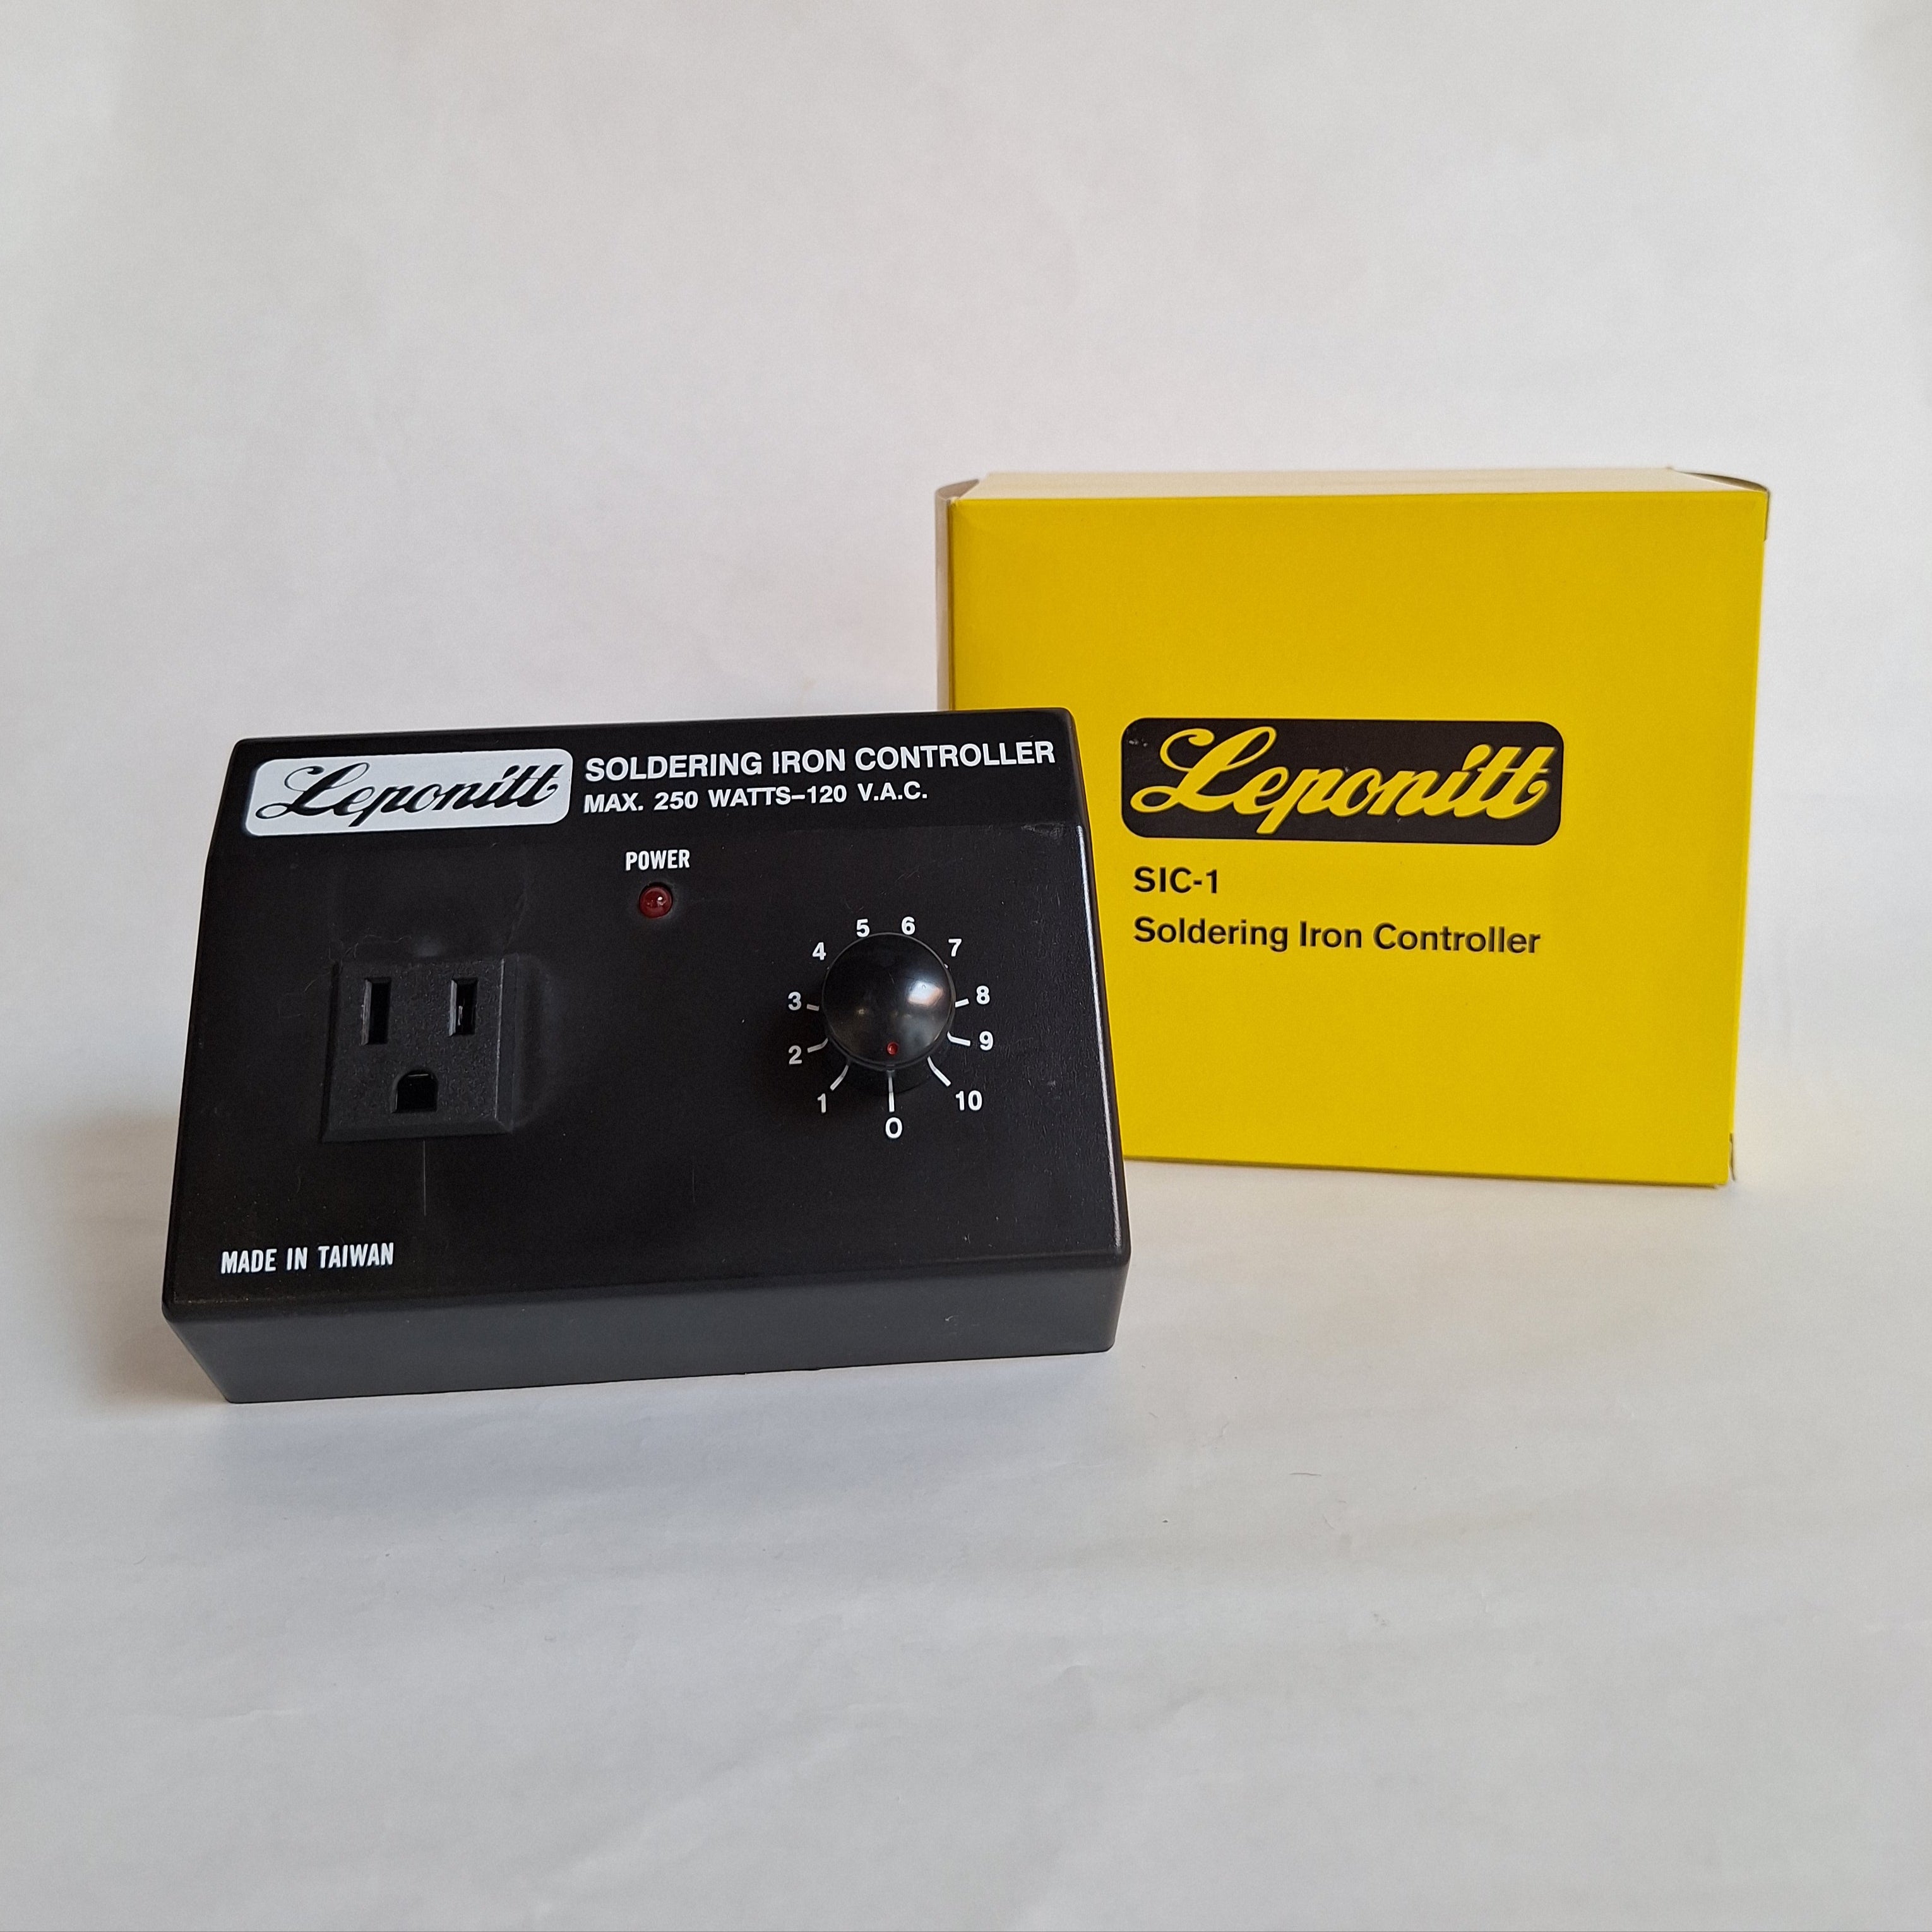 Leponitt
SOLDERING IRON CONTROLLER
MAX. 250 WATTS–120 V.A.C.
POWER
5 6
4 7
3 8
2 9
1 10
0
MADE IN TAIWAN
Leponitt
SIC-1
Soldering Iron Controller